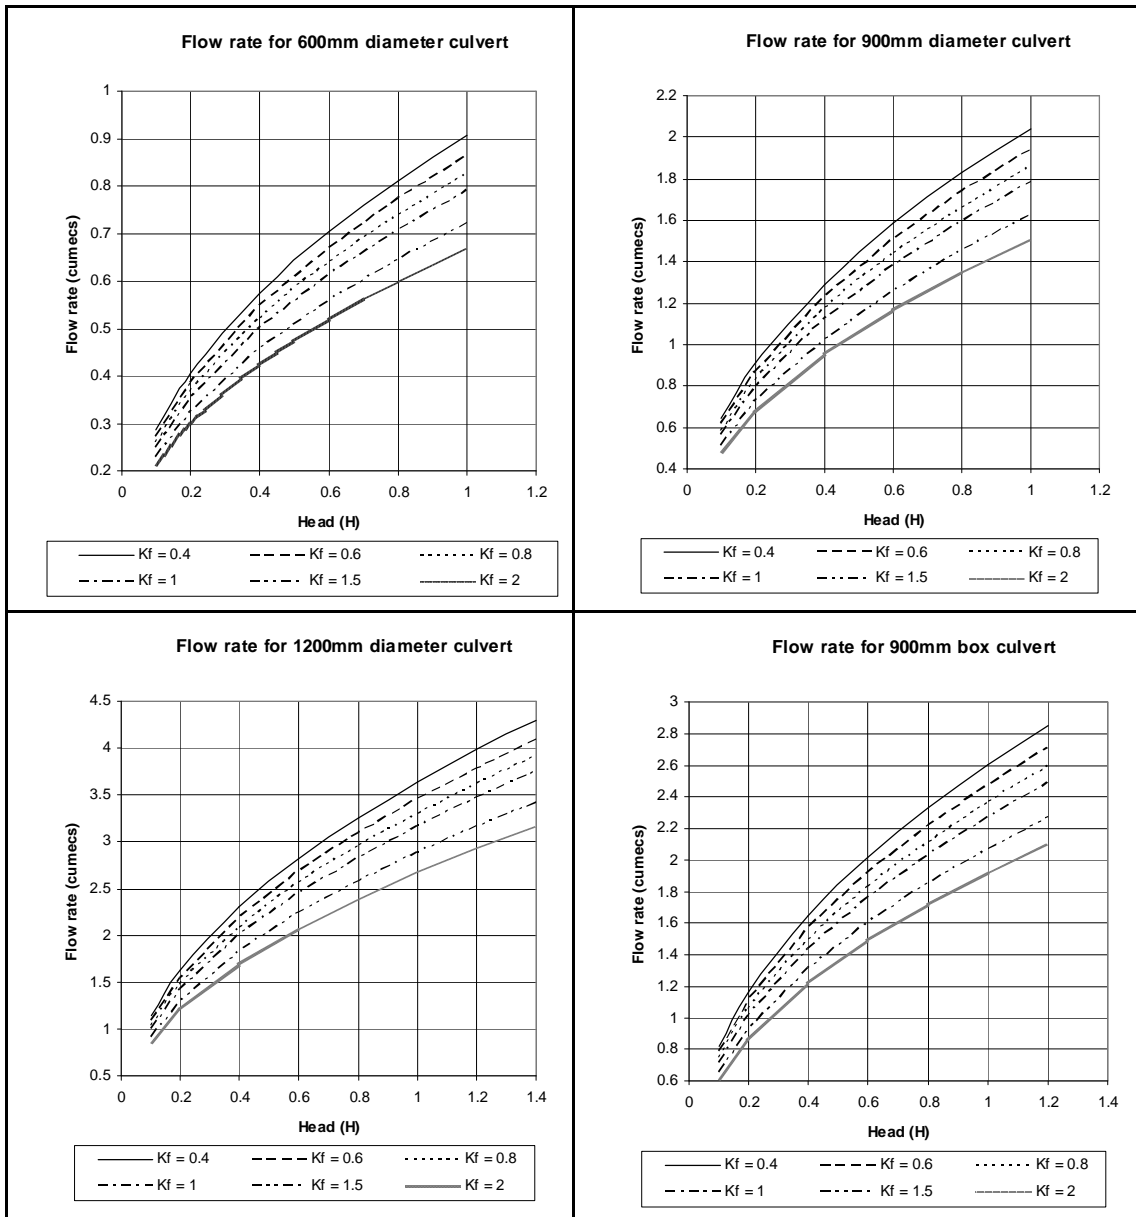 Flow rate for 600mm diameter culvert
Flow rate (cumecs)
1
0.9
0.8
0.7
0.6
0.5
0.4
0.3
0.2
0 0.2 0.4 0.6 0.8 1 1.2
Head (H)
Kf = 0.4 Kf = 0.6 Kf = 0.8
Kf = 1 Kf = 1.5 Kf = 2
Flow rate for 900mm diameter culvert
Flow rate (cumecs)
2.2
2
1.8
1.6
1.4
1.2
1
0.8
0.6
0.4
0 0.2 0.4 0.6 0.8 1 1.2
Head (H)
Kf = 0.4 Kf = 0.6 Kf = 0.8
Kf = 1 Kf = 1.5 Kf = 2
Flow rate for 1200mm diameter culvert
Flow rate (cumecs)
4.5
4
3.5
3
2.5
2
1.5
1
0.5
0 0.2 0.4 0.6 0.8 1 1.2 1.4
Head (H)
Kf = 0.4 Kf = 0.6 Kf = 0.8
Kf = 1 Kf = 1.5 Kf = 2
Flow rate for 900mm box culvert
Flow rate (cumecs)
3
2.8
2.6
2.4
2.2
2
1.8
1.6
1.4
1.2
1
0.8
0.6
0 0.2 0.4 0.6 0.8 1 1.2 1.4
Head (H)
Kf = 0.4 Kf = 0.6 Kf = 0.8
Kf = 1 Kf = 1.5 Kf = 2